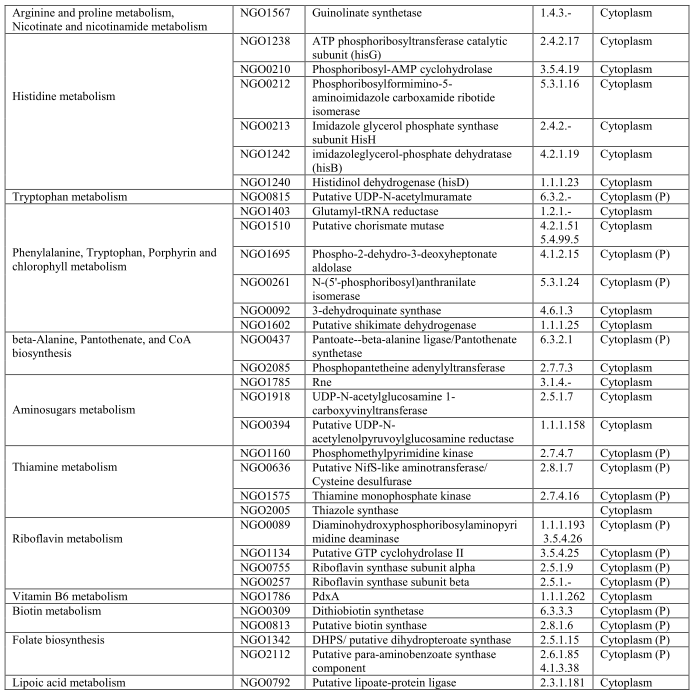 Arginine and proline metabolism, NGO1567 Guinolinate synthetase 1.4.3.- Cytoplasm
Nicotinate and nicotinamide metabolism
NGO1238 ATP phosphoribosyltransferase catalytic 2.4.2.17 Cytoplasm
subunit (hisG)
NGO0210 Phosphoribosyl-AMP cyclohydrolase 3.5.4.19 Cytoplasm
Histidine metabolism NGO0212 Phosphoribosylformimino-5- 5.3.1.16 Cytoplasm
aminoimidazole carboxamide ribotide
isomerase
NGO0213 Imidazole glycerol phosphate synthase 2.4.2.- Cytoplasm
subunit HisH
NGO1242 imidazoleglycerol-phosphate dehydratase 4.2.1.19 Cytoplasm
(hisB)
NGO1240 Histidinol dehydrogenase (hisD) 1.1.1.23 Cytoplasm
Tryptophan metabolism NGO0815 Putative UDP-N-acetylmuramate 6.3.2.- Cytoplasm (P)
NGO1403 Glutamyl-tRNA reductase 1.2.1.- Cytoplasm
NGO1510 Putative chorismate mutase 4.2.1.51 Cytoplasm
5.4.99.5
Phenylalanine, Tryptophan, Porphyrin and NGO1695 Phospho-2-dehydro-3-deoxyheptonate 4.1.2.15 Cytoplasm (P)
chlorophyll metabolism aldolase
NGO0261 N-(5'-phosphoribosyl)anthranilate 5.3.1.24 Cytoplasm (P)
isomerase
NGO0092 3-dehydroquinate synthase 4.6.1.3 Cytoplasm
NGO1602 Putative shikimate dehydrogenase 1.1.1.25 Cytoplasm
beta-Alanine, Pantothenate, and CoA NGO0437 Pantoate--beta-alanine ligase/Pantothenate 6.3.2.1 Cytoplasm (P)
biosynthesis synthetase
NGO2085 Phosphopantetheine adenylyltransferase 2.7.7.3 Cytoplasm
NGO1785 Rne 3.1.4.- Cytoplasm
Aminosugars metabolism NGO1918 UDP-N-acetylglucosamine 1- 2.5.1.7 Cytoplasm
carboxyvinyltransferase
NGO0394 Putative UDP-N- 1.1.1.158 Cytoplasm
acetylenolpyruvoylglucosamine reductase
NGO1160 Phosphomethylpyrimidine kinase 2.7.4.7 Cytoplasm (P)
Thiamine metabolism NGO0636 Putative NifS-like aminotransferase/ 2.8.1.7 Cytoplasm (P)
Cysteine desulfurase
NGO1575 Thiamine monophosphate kinase 2.7.4.16 Cytoplasm (P)
NGO2005 Thiazole synthase Cytoplasm
NGO0089 Diaminohydroxyphosphoribosylaminopyri 1.1.1.193 Cytoplasm (P)
Riboflavin metabolism midine deaminase 3.5.4.26
NGO1134 Putative GTP cyclohydrolase II 3.5.4.25 Cytoplasm (P)
NGO0755 Riboflavin synthase subunit alpha 2.5.1.9 Cytoplasm (P)
NGO0257 Riboflavin synthase subunit beta 2.5.1.- Cytoplasm (P)
Vitamin B6 metabolism NGO1786 PdxA 1.1.1.262 Cytoplasm
Biotin metabolism NGO0309 Dithiobiotin synthetase 6.3.3.3 Cytoplasm (P)
NGO0813 Putative biotin synthase 2.8.1.6 Cytoplasm (P)
Folate biosynthesis NGO1342 DHPS/ putative dihydropteroate synthase 2.5.1.15 Cytoplasm (P)
NGO2112 Putative para-aminobenzoate synthase 2.6.1.85 Cytoplasm (P)
component 4.1.3.38
Lipoic acid metabolism NGO0792 Putative lipoate-protein ligase 2.3.1.181 Cytoplasm